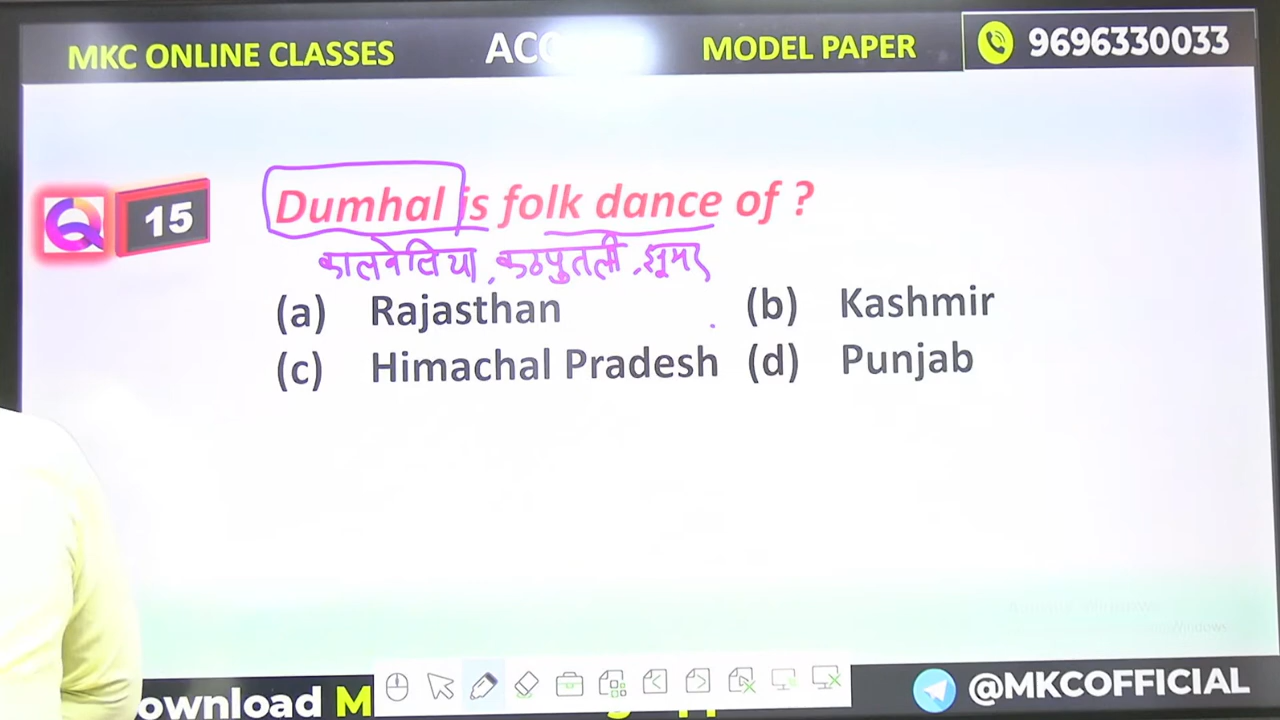 MKC ONLINE CLASSES ACC MODEL PAPER 9696330033
15 Dumhal is folk dance of ?
कालबेलिया, कठपुतली, झूमर
(a) Rajasthan (b) Kashmir
(c) Himachal Pradesh (d) Punjab
ownload M @MKCOFFICIAL